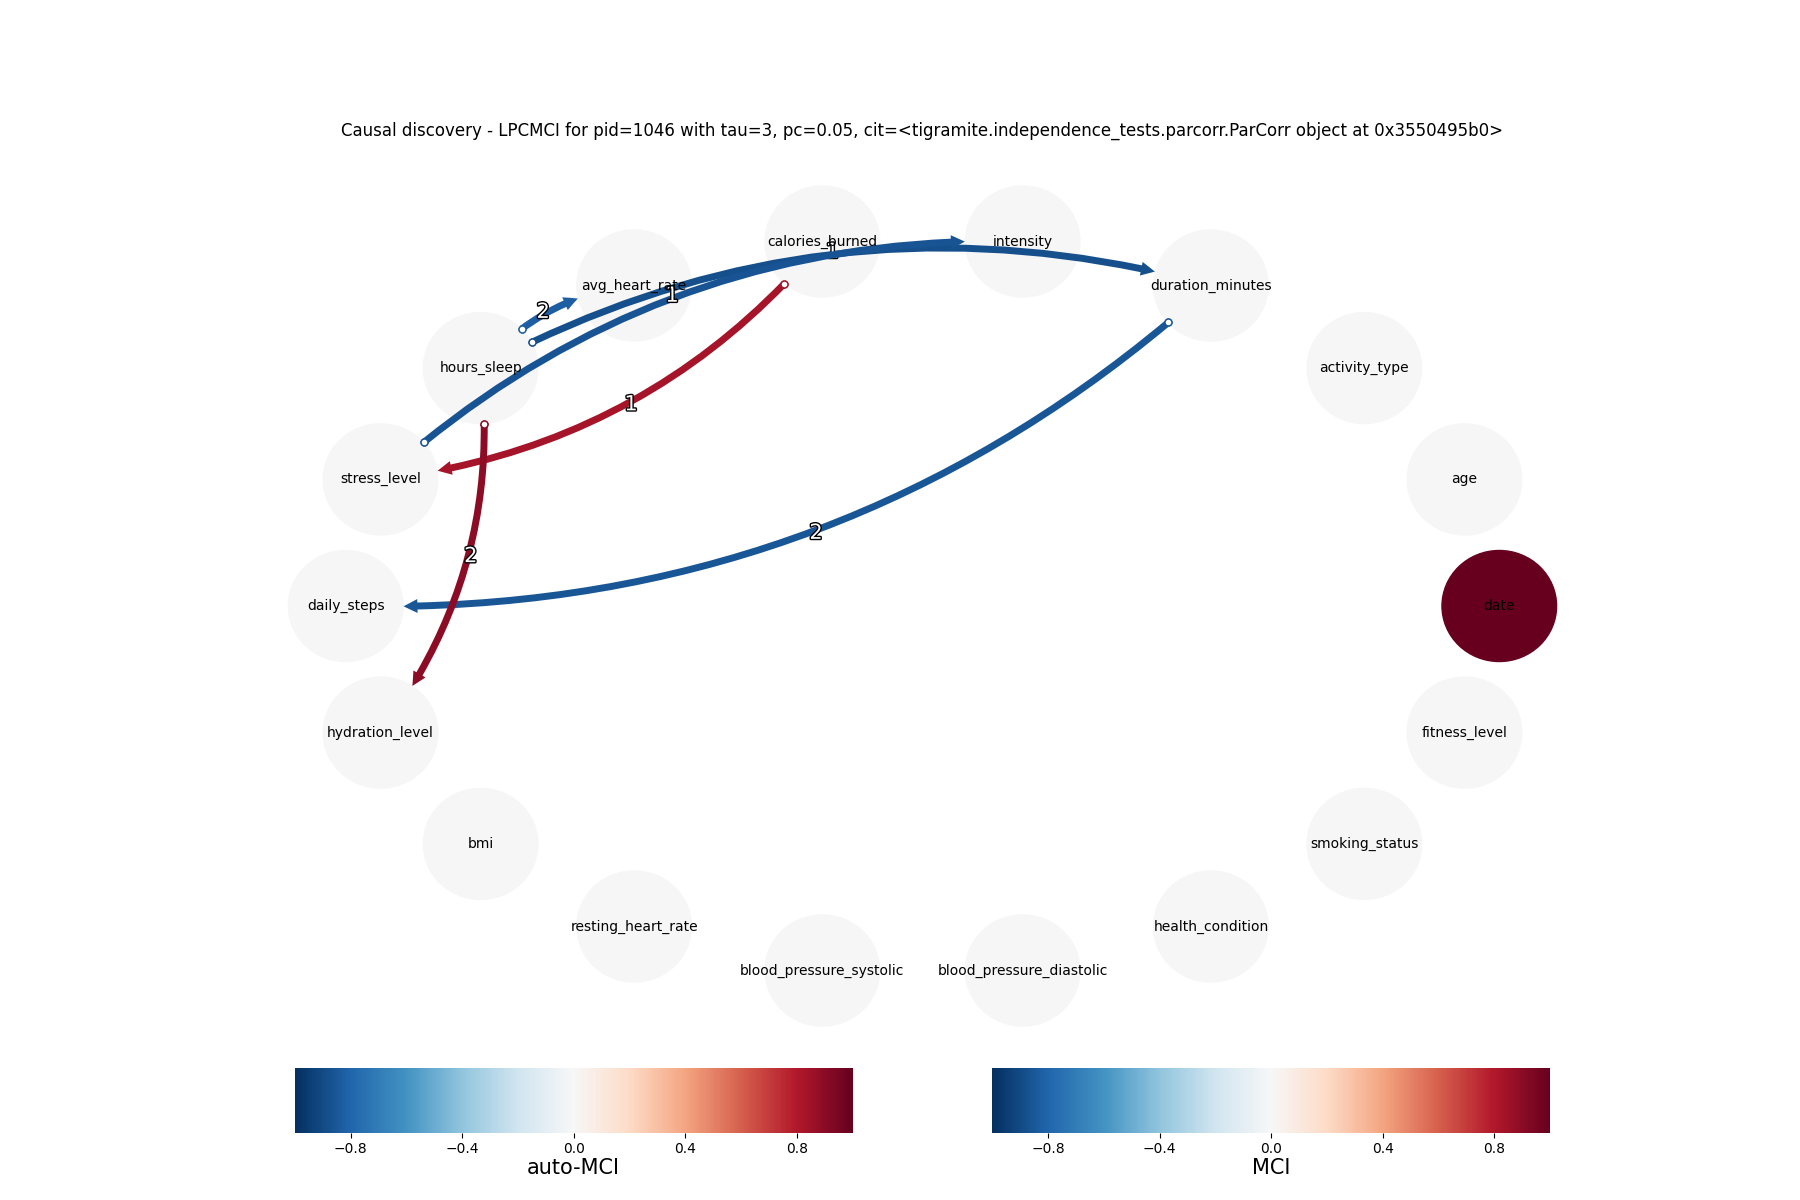 Causal discovery - LPCMCI for pid=1046 with tau=3, pc=0.05, cit=<tigramite.independence_tests.parcorr.ParCorr object at 0x3550495b0>
calories_burned
intensity
1
avg_heart_rate
duration_minutes
1
2
hours_sleep
activity_type
1
stress_level
age
2
2
daily_steps
date
hydration_level
fitness_level
bmi
smoking_status
resting_heart_rate
health_condition
blood_pressure_systolic
blood_pressure_diastolic
−0.8 −0.4 0.0 0.4 0.8
auto-MCI
−0.8 −0.4 0.0 0.4 0.8
MCI